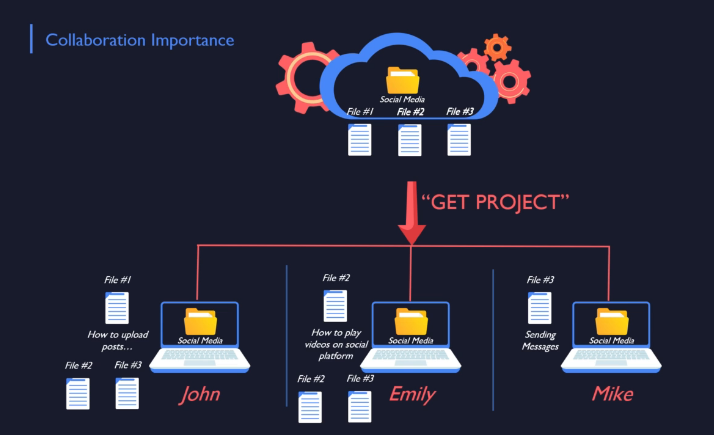 Collaboration Importance
Social Media
File #1
File #2
File #3
“GET PROJECT”
File #1
How to upload
posts...
Social Media
File #2
File #3
John
File #2
How to play
videos on social
platform
Social Media
File #2
File #3
Emily
File #3
Sending
Messages
Social Media
Mike